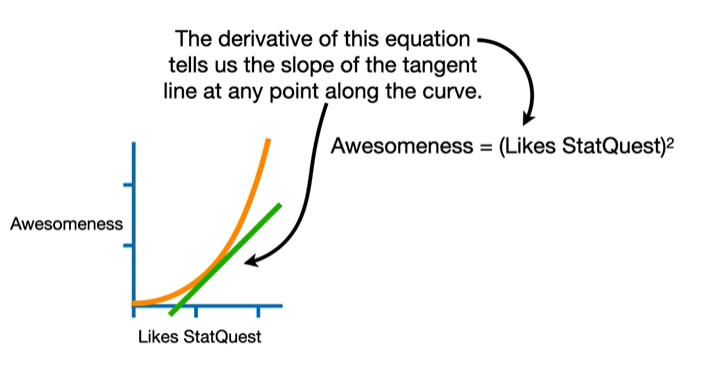 The derivative of this equation
tells us the slope of the tangent
line at any point along the curve.
Awesomeness = (Likes StatQuest)²
Awesomeness
Likes StatQuest